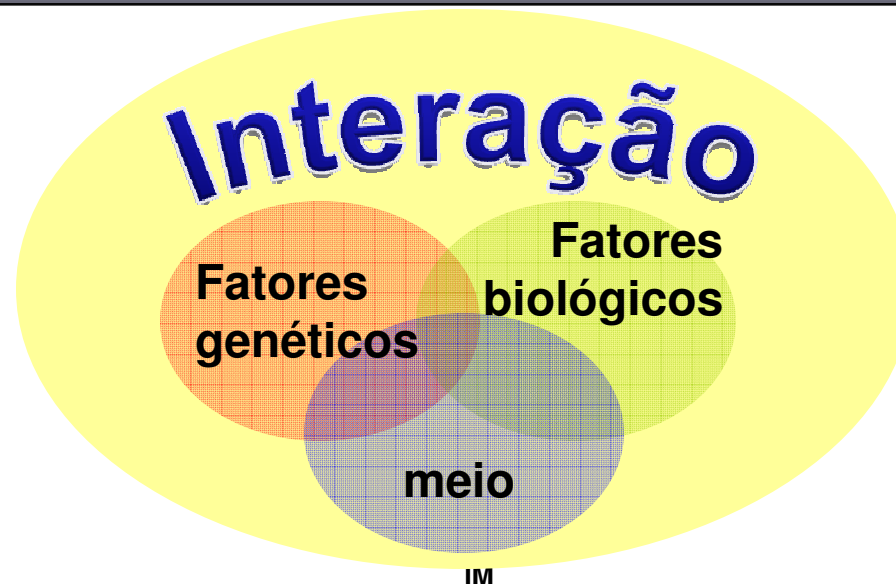 Interação
Fatores
genéticos
Fatores
biológicos
meio
IM